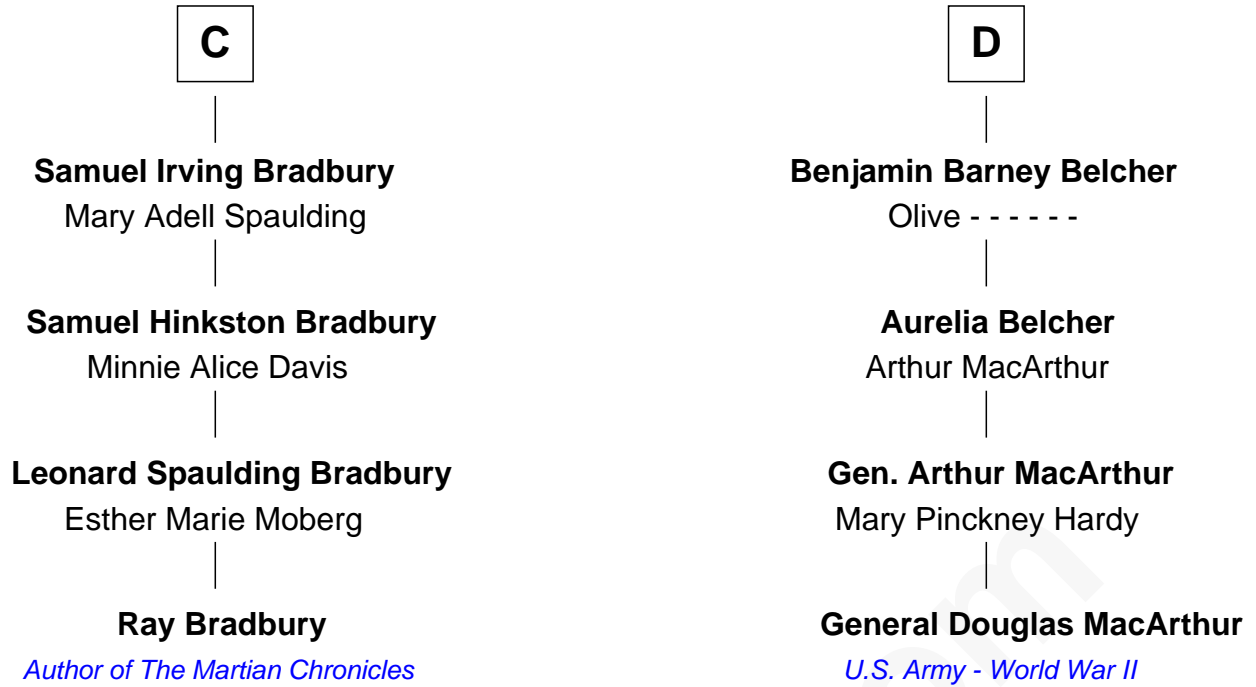 C
Samuel Irving Bradbury
Mary Adell Spaulding
Samuel Hinkston Bradbury
Minnie Alice Davis
Leonard Spaulding Bradbury
Esther Marie Moberg
Ray Bradbury
Author of The Martian Chronicles
D
Benjamin Barney Belcher
Olive - - - - - -
Aurelia Belcher
Arthur MacArthur
Gen. Arthur MacArthur
Mary Pinckney Hardy
General Douglas MacArthur
U.S. Army - World War II